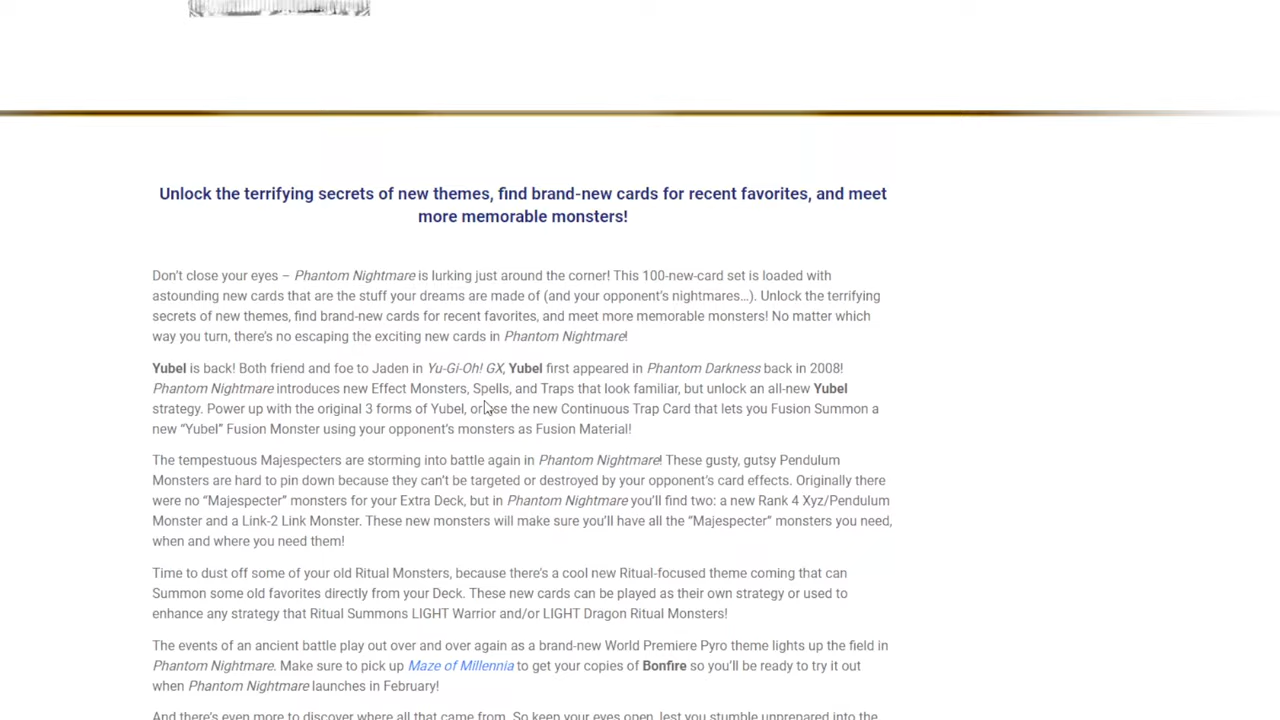 Unlock the terrifying secrets of new themes, find brand-new cards for recent favorites, and meet
more memorable monsters!
Don't close your eyes – Phantom Nightmare is lurking just around the corner! This 100-new-card set is loaded with
astounding new cards that are the stuff your dreams are made of (and your opponent's nightmares…). Unlock the terrifying
secrets of new themes, find brand-new cards for recent favorites, and meet more memorable monsters! No matter which
way you turn, there's no escaping the exciting new cards in Phantom Nightmare!
Yubel is back! Both friend and foe to Jaden in Yu-Gi-Oh! GX, Yubel first appeared in Phantom Darkness back in 2008!
Phantom Nightmare introduces new Effect Monsters, Spells, and Traps that look familiar, but unlock an all-new Yubel
strategy. Power up with the original 3 forms of Yubel, or use the new Continuous Trap Card that lets you Fusion Summon a
new “Yubel” Fusion Monster using your opponent's monsters as Fusion Material!
The tempestuous Majespecters are storming into battle again in Phantom Nightmare! These gusty, gutsy Pendulum
Monsters are hard to pin down because they can't be targeted or destroyed by your opponent's card effects. Originally there
were no “Majespecter” monsters for your Extra Deck, but in Phantom Nightmare you'll find two: a new Rank 4 Xyz/Pendulum
Monster and a Link-2 Link Monster. These new monsters will make sure you'll have all the “Majespecter” monsters you need,
when and where you need them!
Time to dust off some of your old Ritual Monsters, because there's a cool new Ritual-focused theme coming that can
Summon some old favorites directly from your Deck. These new cards can be played as their own strategy or used to
enhance any strategy that Ritual Summons LIGHT Warrior and/or LIGHT Dragon Ritual Monsters!
The events of an ancient battle play out over and over again as a brand-new World Premiere Pyro theme lights up the field in
Phantom Nightmare. Make sure to pick up Maze of Millennia to get your copies of Bonfire so you'll be ready to try it out
when Phantom Nightmare launches in February!
And there's even more to discover where all that came from. So keep your eyes open, lest you stumble unprepared into the